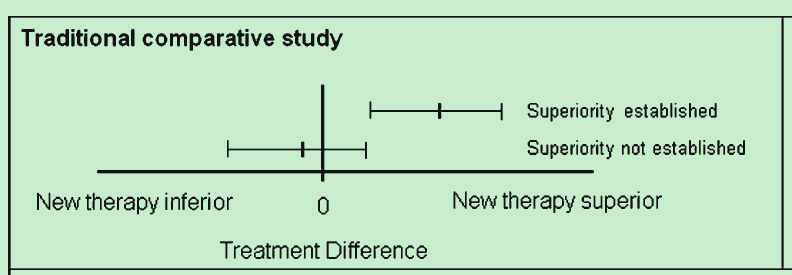 Traditional comparative study
Superiority established
Superiority not established
New therapy inferior
0
New therapy superior
Treatment Difference